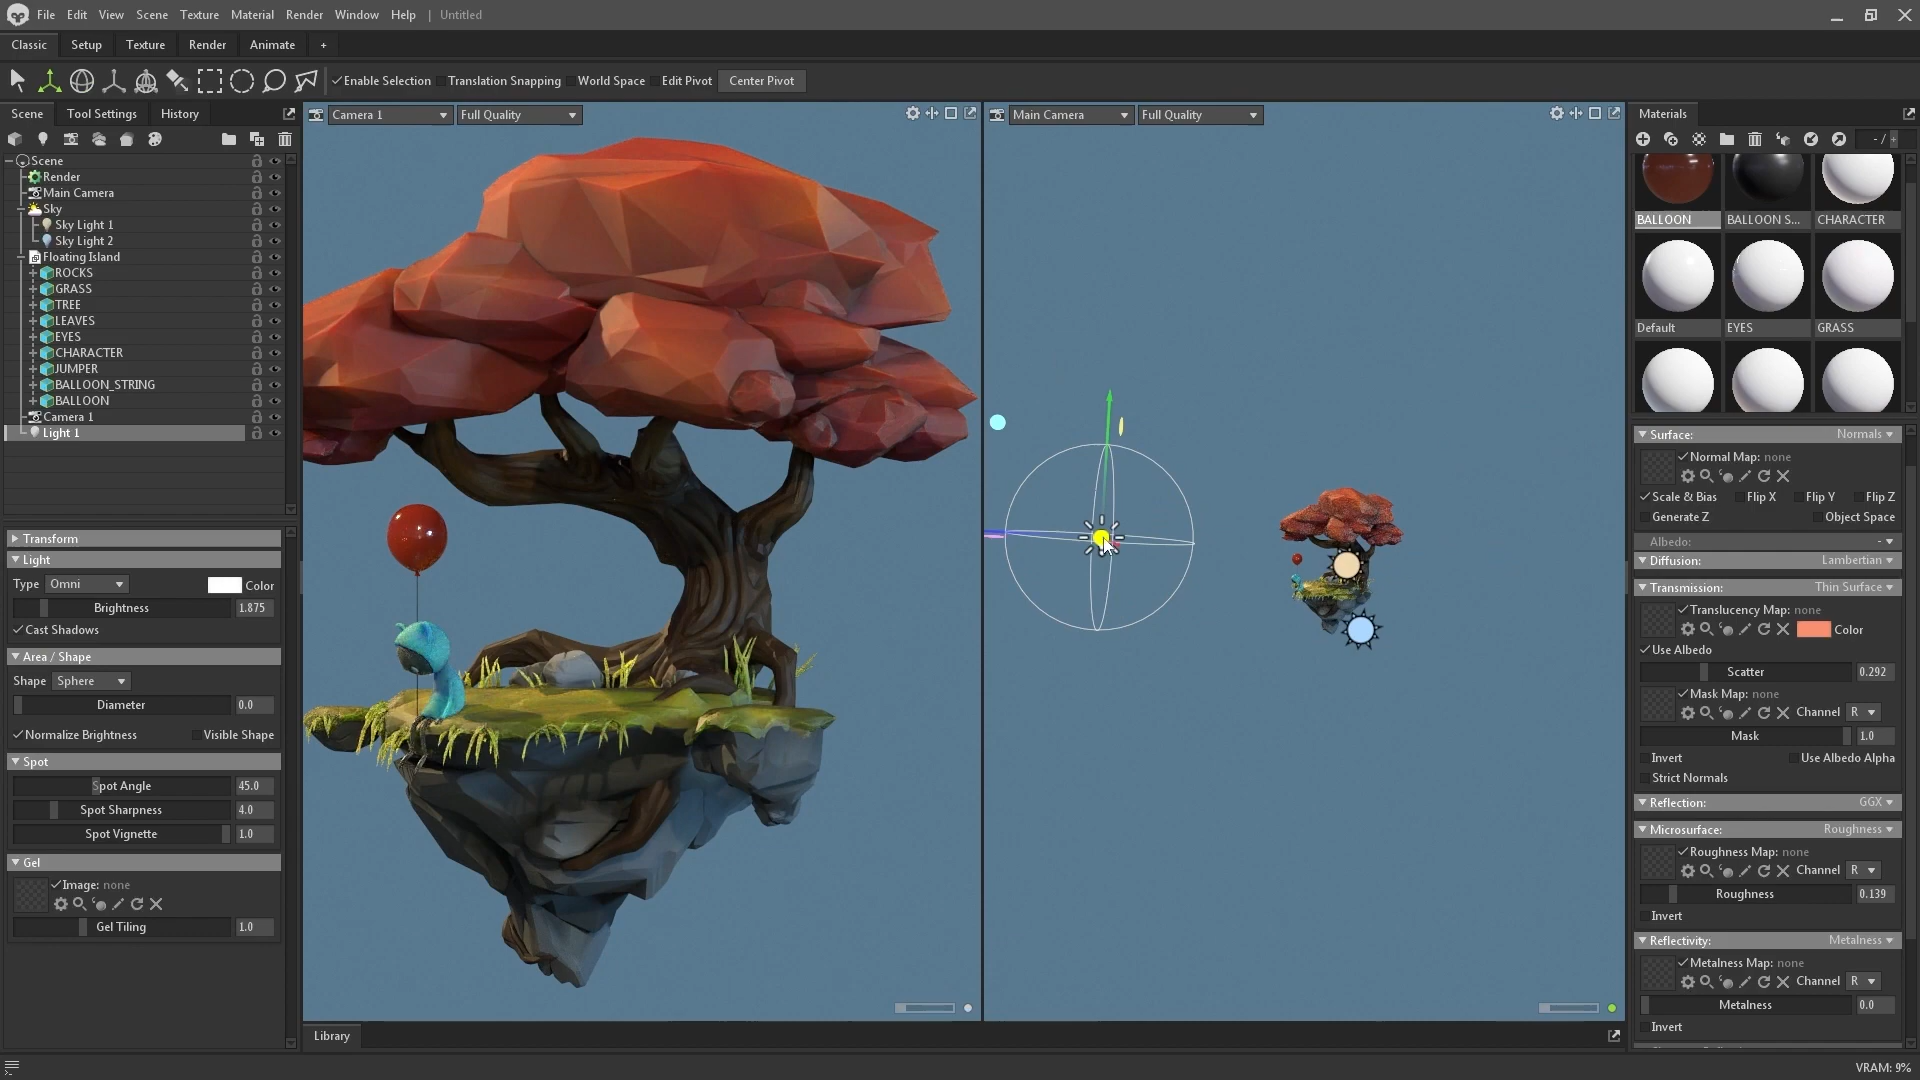 File Edit View Scene Texture Material Render Window Help | Untitled
Classic Setup Texture Render Animate +
Enable Selection Translation Snapping World Space Edit Pivot Center Pivot
Scene Tool Settings History
Camera 1 Full Quality
Main Camera Full Quality
Materials
- / +
Scene
Render
Main Camera
Sky
Sky Light 1
Sky Light 2
Floating Island
ROCKS
GRASS
TREE
LEAVES
EYES
CHARACTER
JUMPER
BALLOON_STRING
BALLOON
Camera 1
Light 1
Transform
Light
Type Omni Color
Brightness 1.875
Cast Shadows
Area / Shape
Shape Sphere
Diameter 0.0
Normalize Brightness Visible Shape
Spot
Spot Angle 45.0
Spot Sharpness 4.0
Spot Vignette 1.0
Gel
Image: none
Gel Tiling 1.0
Library
BALLOON BALLOON S... CHARACTER
Default EYES GRASS
Surface: Normals
Normal Map: none
Scale & Bias Flip X Flip Y Flip Z
Generate Z Object Space
Albedo: -
Diffusion: Lambertian
Transmission: Thin Surface
Translucency Map: none
Color
Use Albedo
Scatter 0.292
Mask Map: none
Channel R
Mask 1.0
Invert Use Albedo Alpha
Strict Normals
Reflection: GGX
Microsurface: Roughness
Roughness Map: none
Channel R
Roughness 0.139
Invert
Reflectivity: Metalness
Metalness Map: none
Channel R
Metalness 0.0
Invert
VRAM: 9%